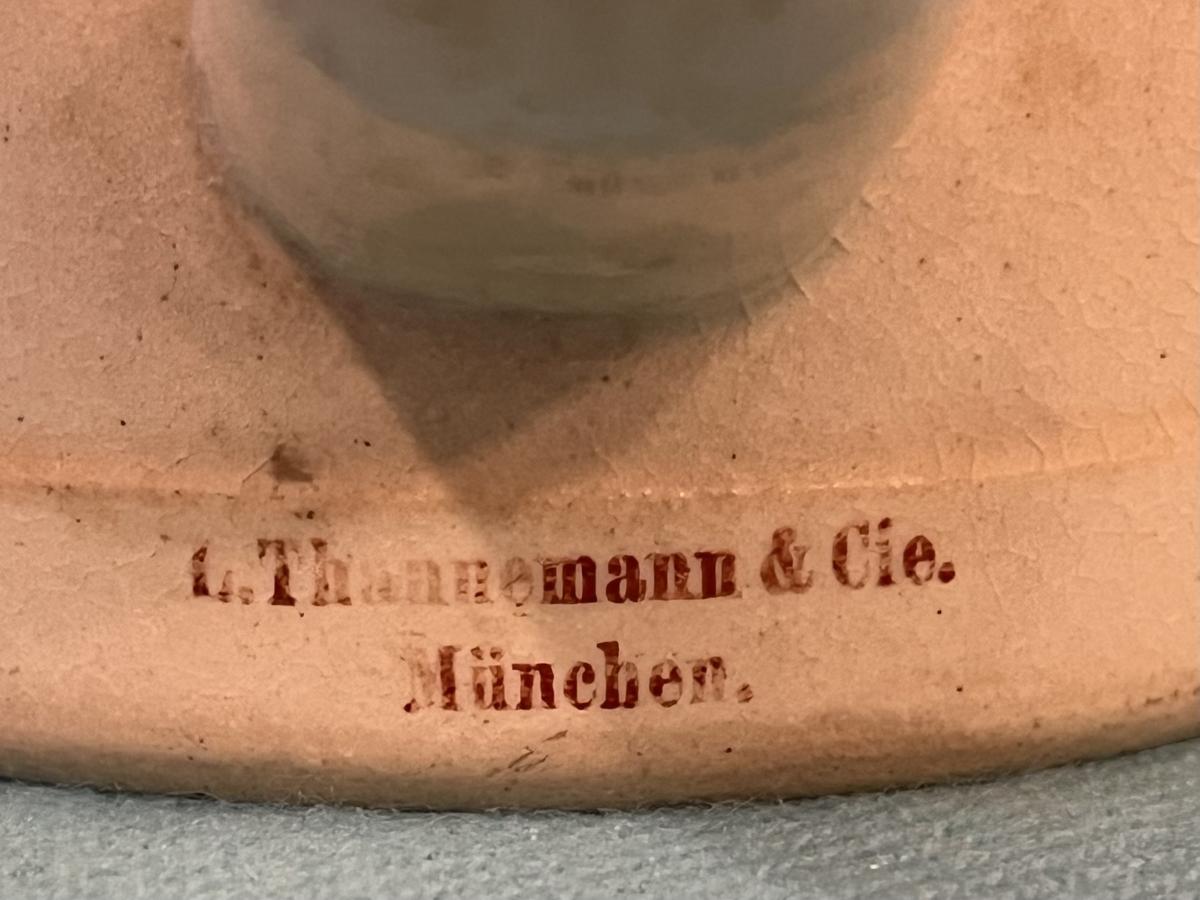 L. Thannemann & Cie.
München.